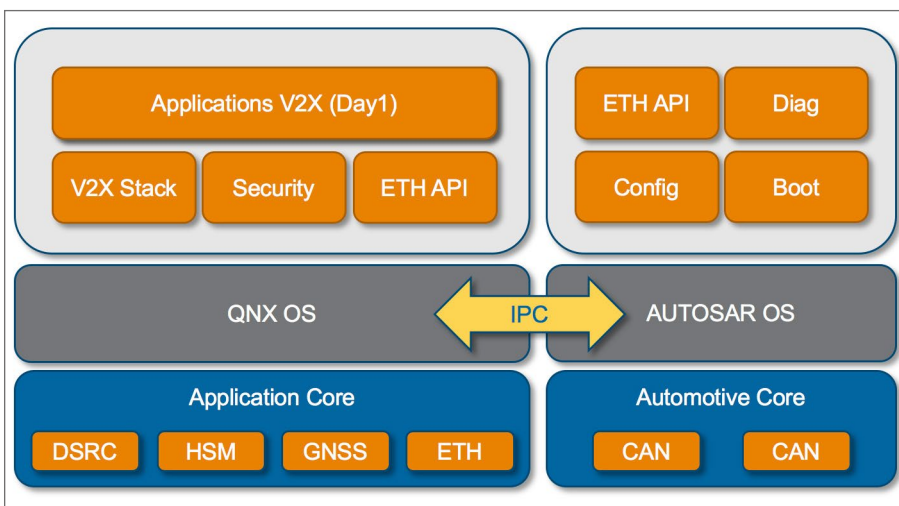 Applications V2X (Day1)
V2X Stack
Security
ETH API
ETH API
Diag
Config
Boot
QNX OS
IPC
AUTOSAR OS
Application Core
DSRC
HSM
GNSS
ETH
Automotive Core
CAN
CAN